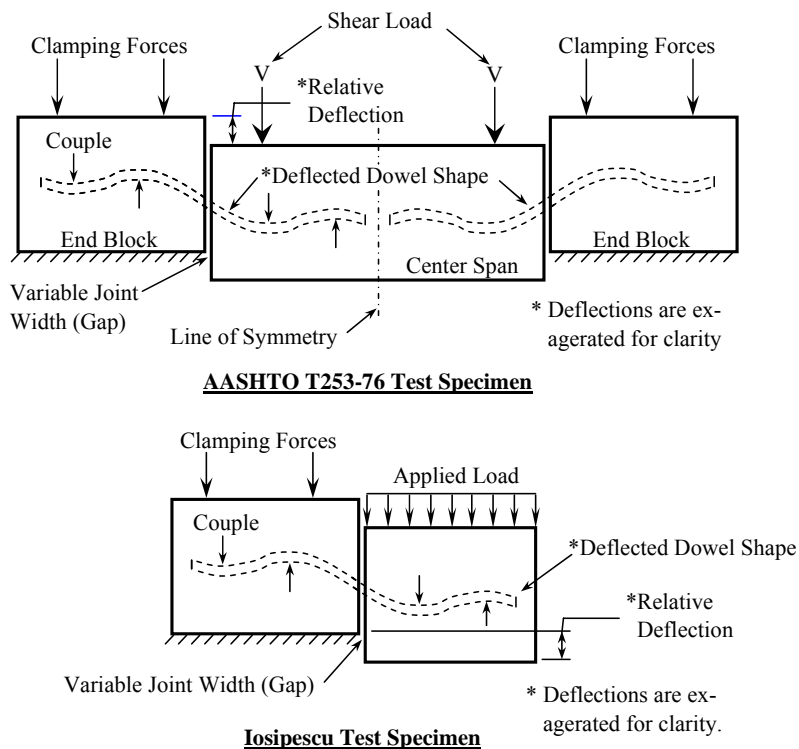 Shear Load
Clamping Forces
Clamping Forces
V
V
*Relative
Deflection
Couple
*Deflected Dowel Shape
End Block
End Block
Center Span
Variable Joint
Width (Gap)
Line of Symmetry
* Deflections are ex-
agerated for clarity
AASHTO T253-76 Test Specimen
Clamping Forces
Applied Load
Couple
*Deflected Dowel Shape
*Relative
Deflection
Variable Joint Width (Gap)
* Deflections are ex-
agerated for clarity.
Iosipescu Test Specimen